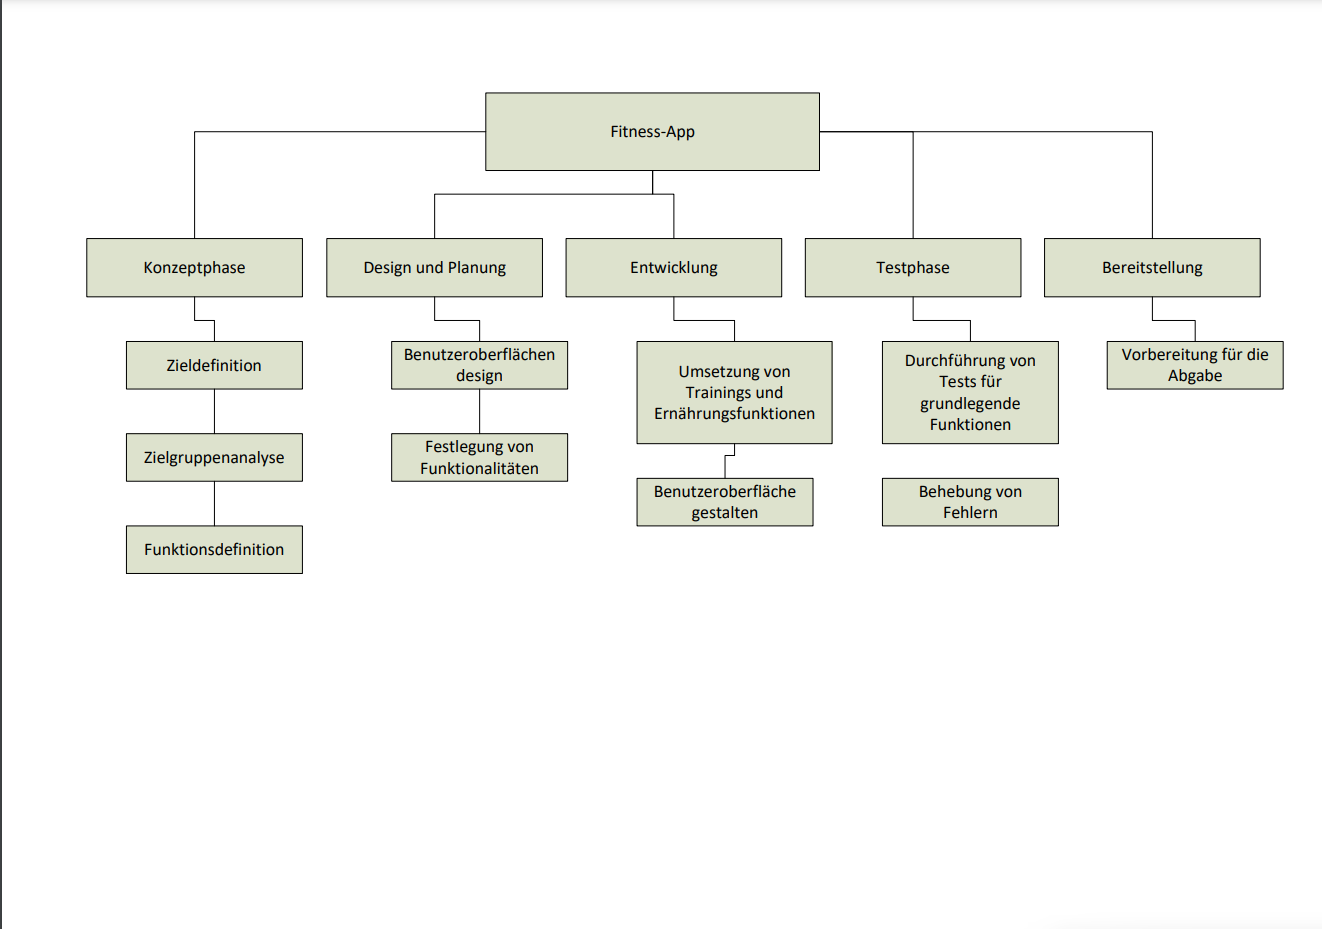 Fitness-App
Konzeptphase
Design und Planung
Entwicklung
Testphase
Bereitstellung
Zieldefinition
Zielgruppenanalyse
Funktionsdefinition
Benutzeroberflächen
design
Festlegung von
Funktionalitäten
Umsetzung von
Trainings und
Ernährungsfunktionen
Benutzeroberfläche
gestalten
Durchführung von
Tests für
grundlegende
Funktionen
Behebung von
Fehlern
Vorbereitung für die
Abgabe